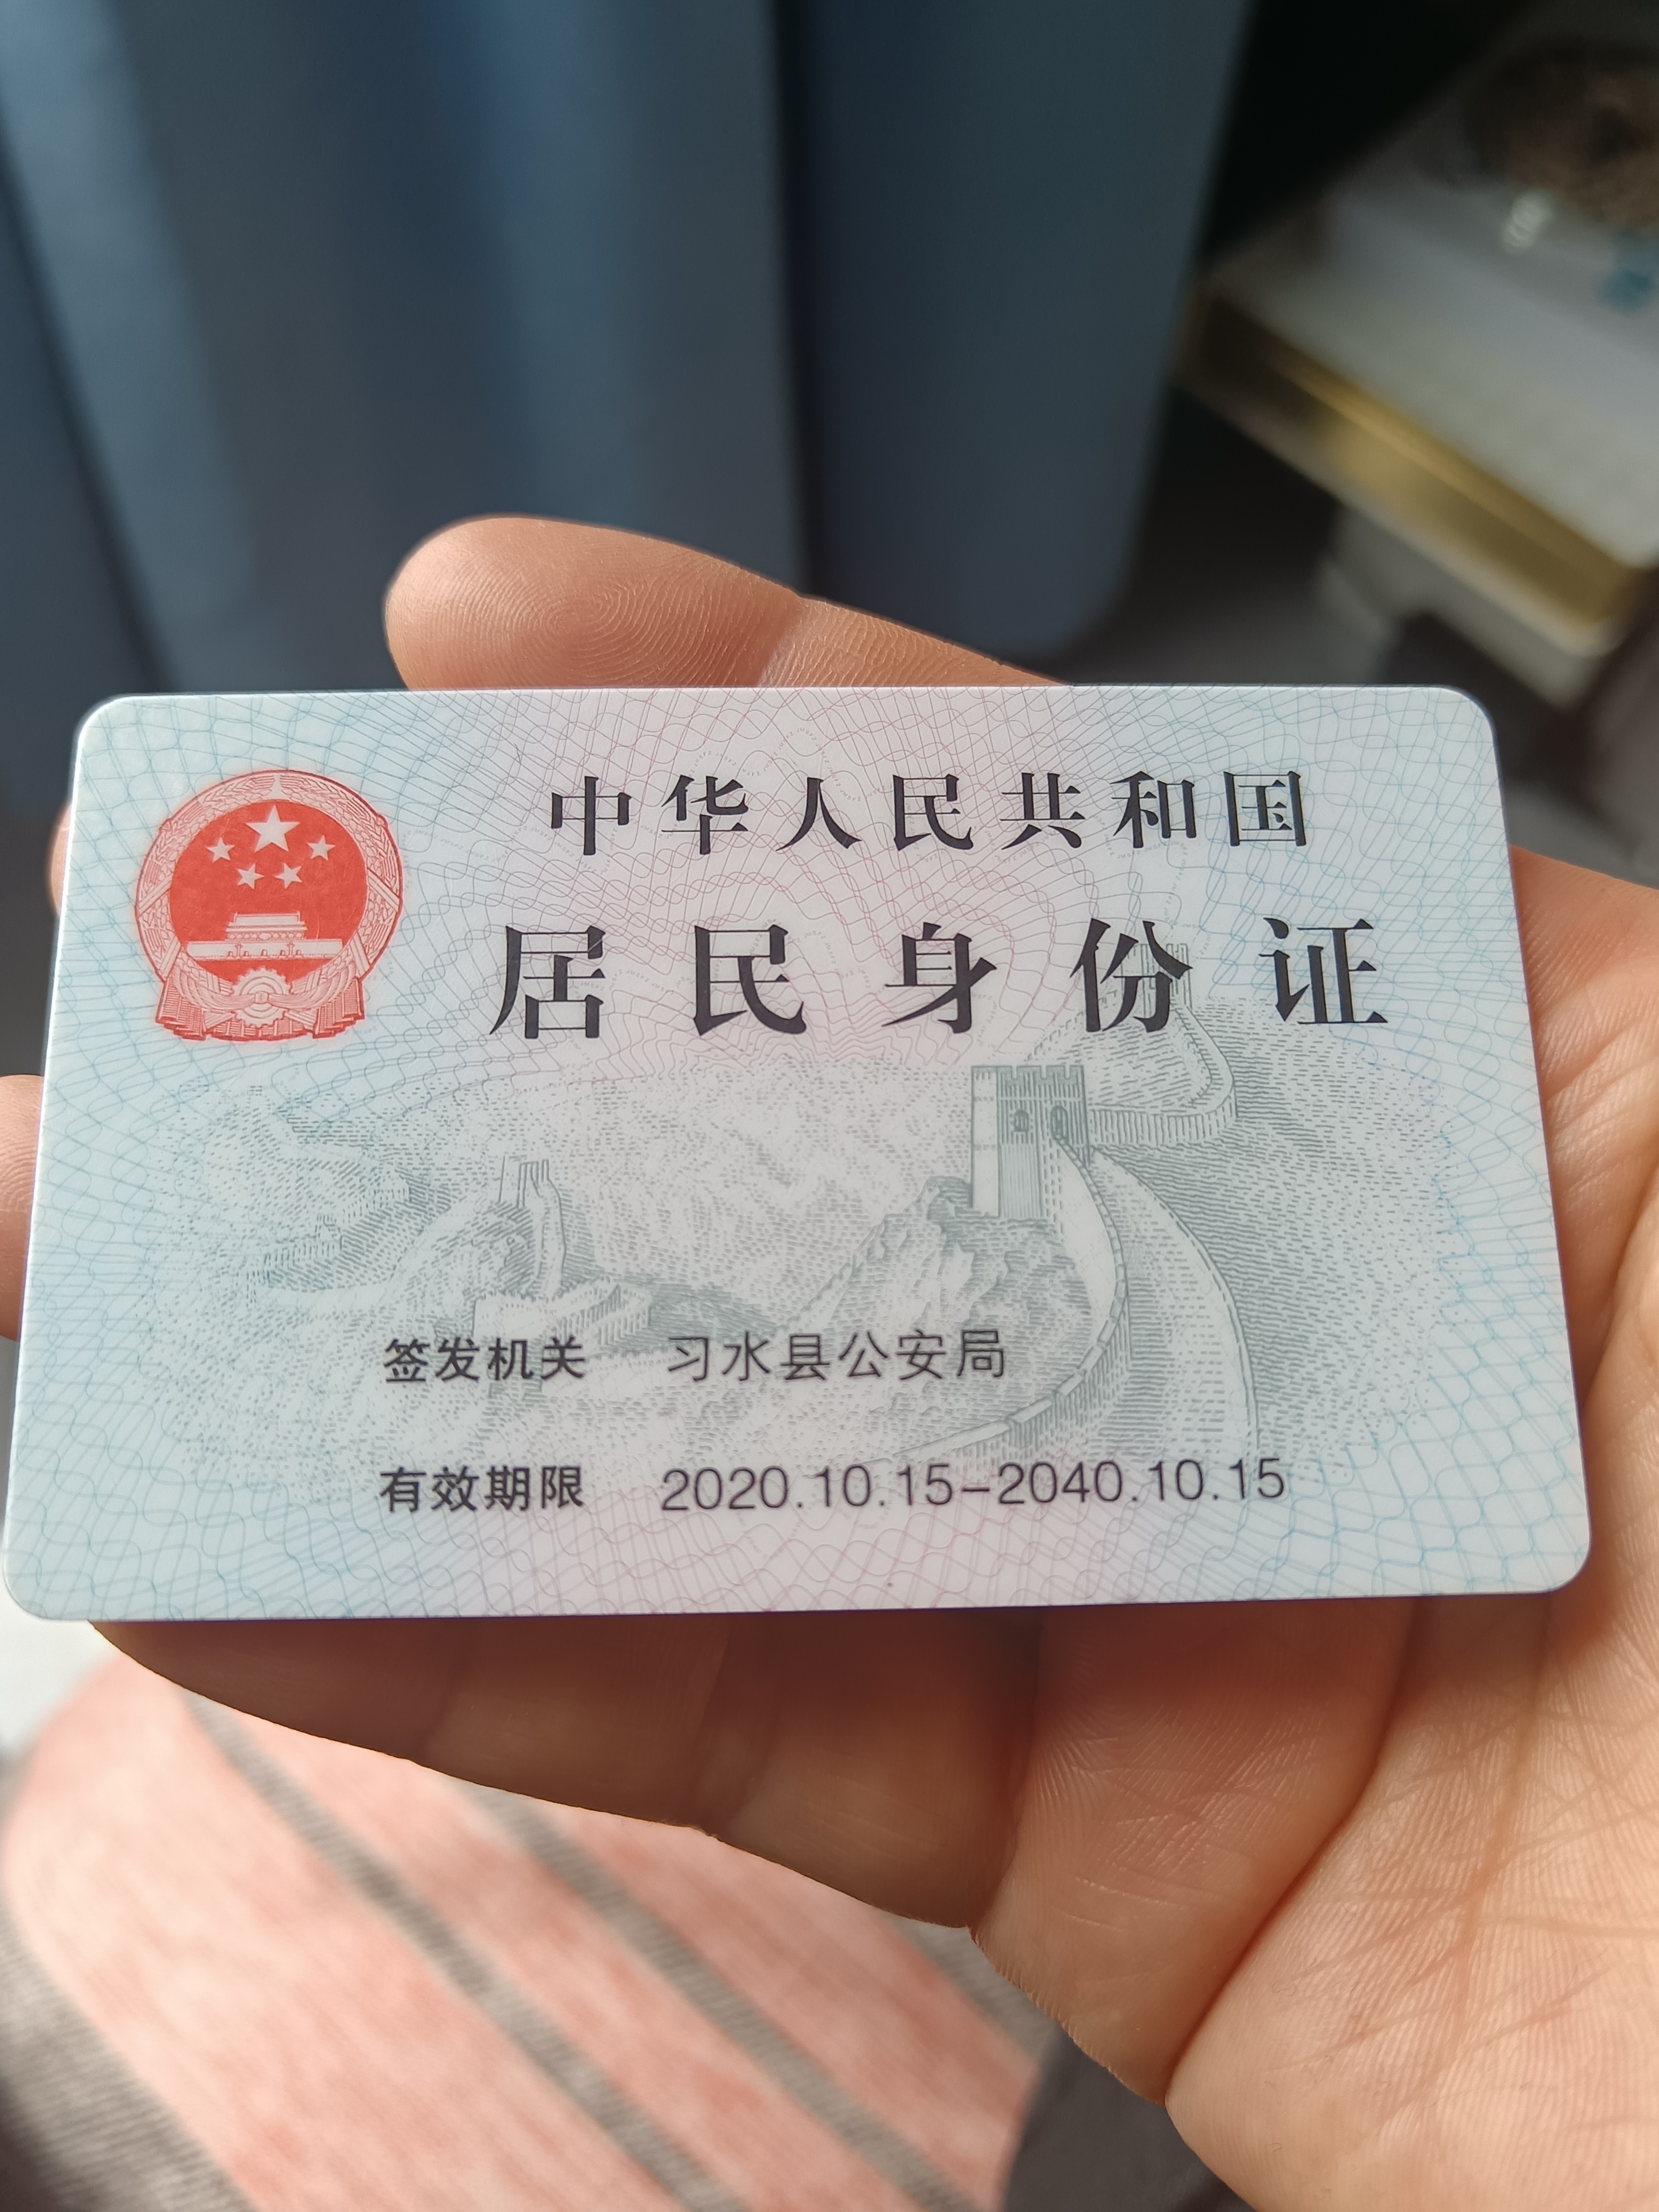 中华人民共和国
居民身份证
签发机关 习水县公安局
有效期限 2020.10.15-2040.10.15